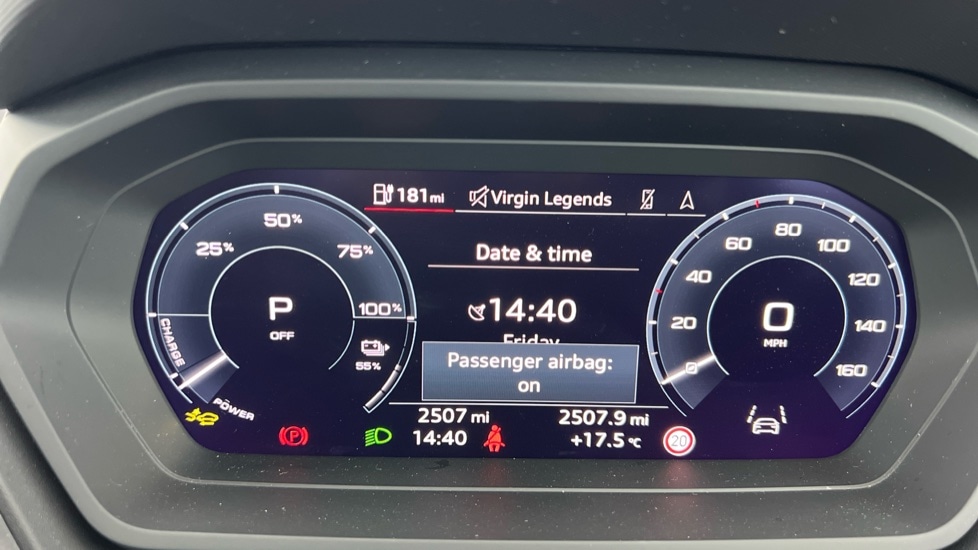 181 mi
Virgin Legends
Date & time
14:40
Friday
Passenger airbag:
on
2507 mi
2507.9 mi
14:40
+17.5 °C
20
25%
50%
75%
100%
P
OFF
CHARGE
55%
POWER
P
0
20
40
60
80
100
120
140
160
0
MPH